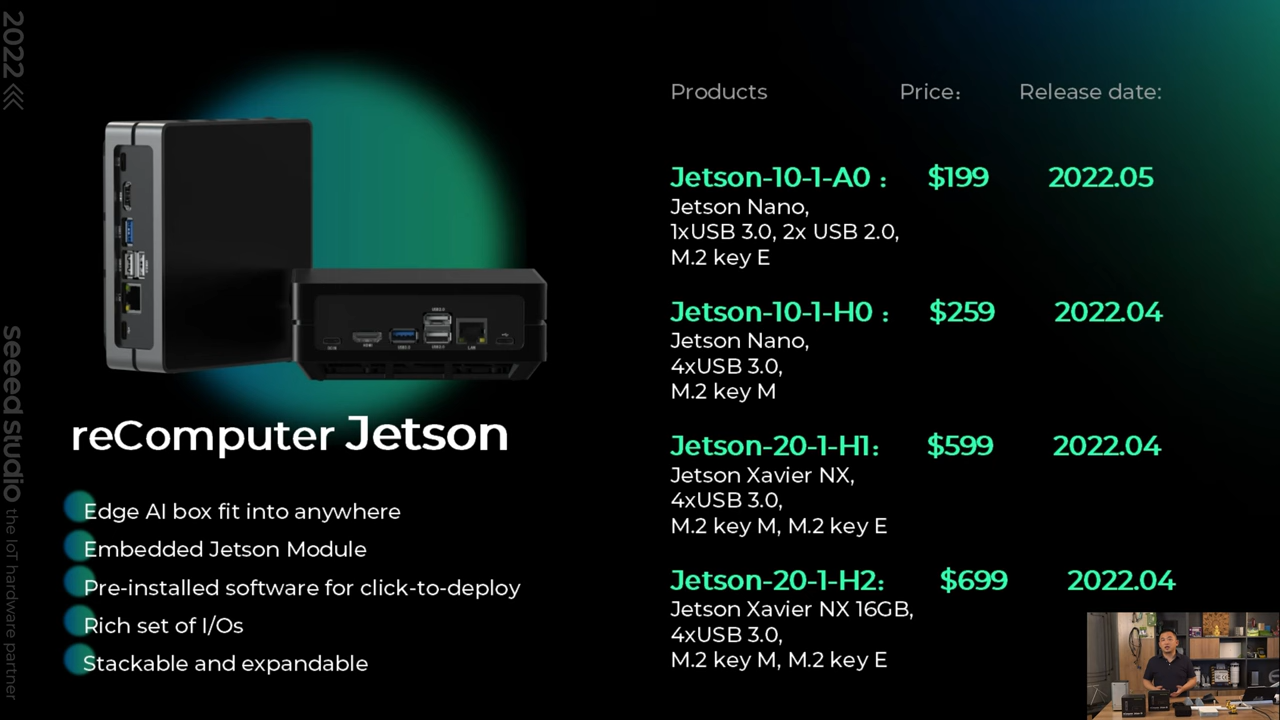 2022
seeed studio the IoT hardware partner
reComputer Jetson
Edge AI box fit into anywhere
Embedded Jetson Module
Pre-installed software for click-to-deploy
Rich set of I/Os
Stackable and expandable
Products Price: Release date:
Jetson-10-1-A0 : $199 2022.05
Jetson Nano,
1xUSB 3.0, 2x USB 2.0,
M.2 key E
Jetson-10-1-H0 : $259 2022.04
Jetson Nano,
4xUSB 3.0,
M.2 key M
Jetson-20-1-H1: $599 2022.04
Jetson Xavier NX,
4xUSB 3.0,
M.2 key M, M.2 key E
Jetson-20-1-H2: $699 2022.04
Jetson Xavier NX 16GB,
4xUSB 3.0,
M.2 key M, M.2 key E